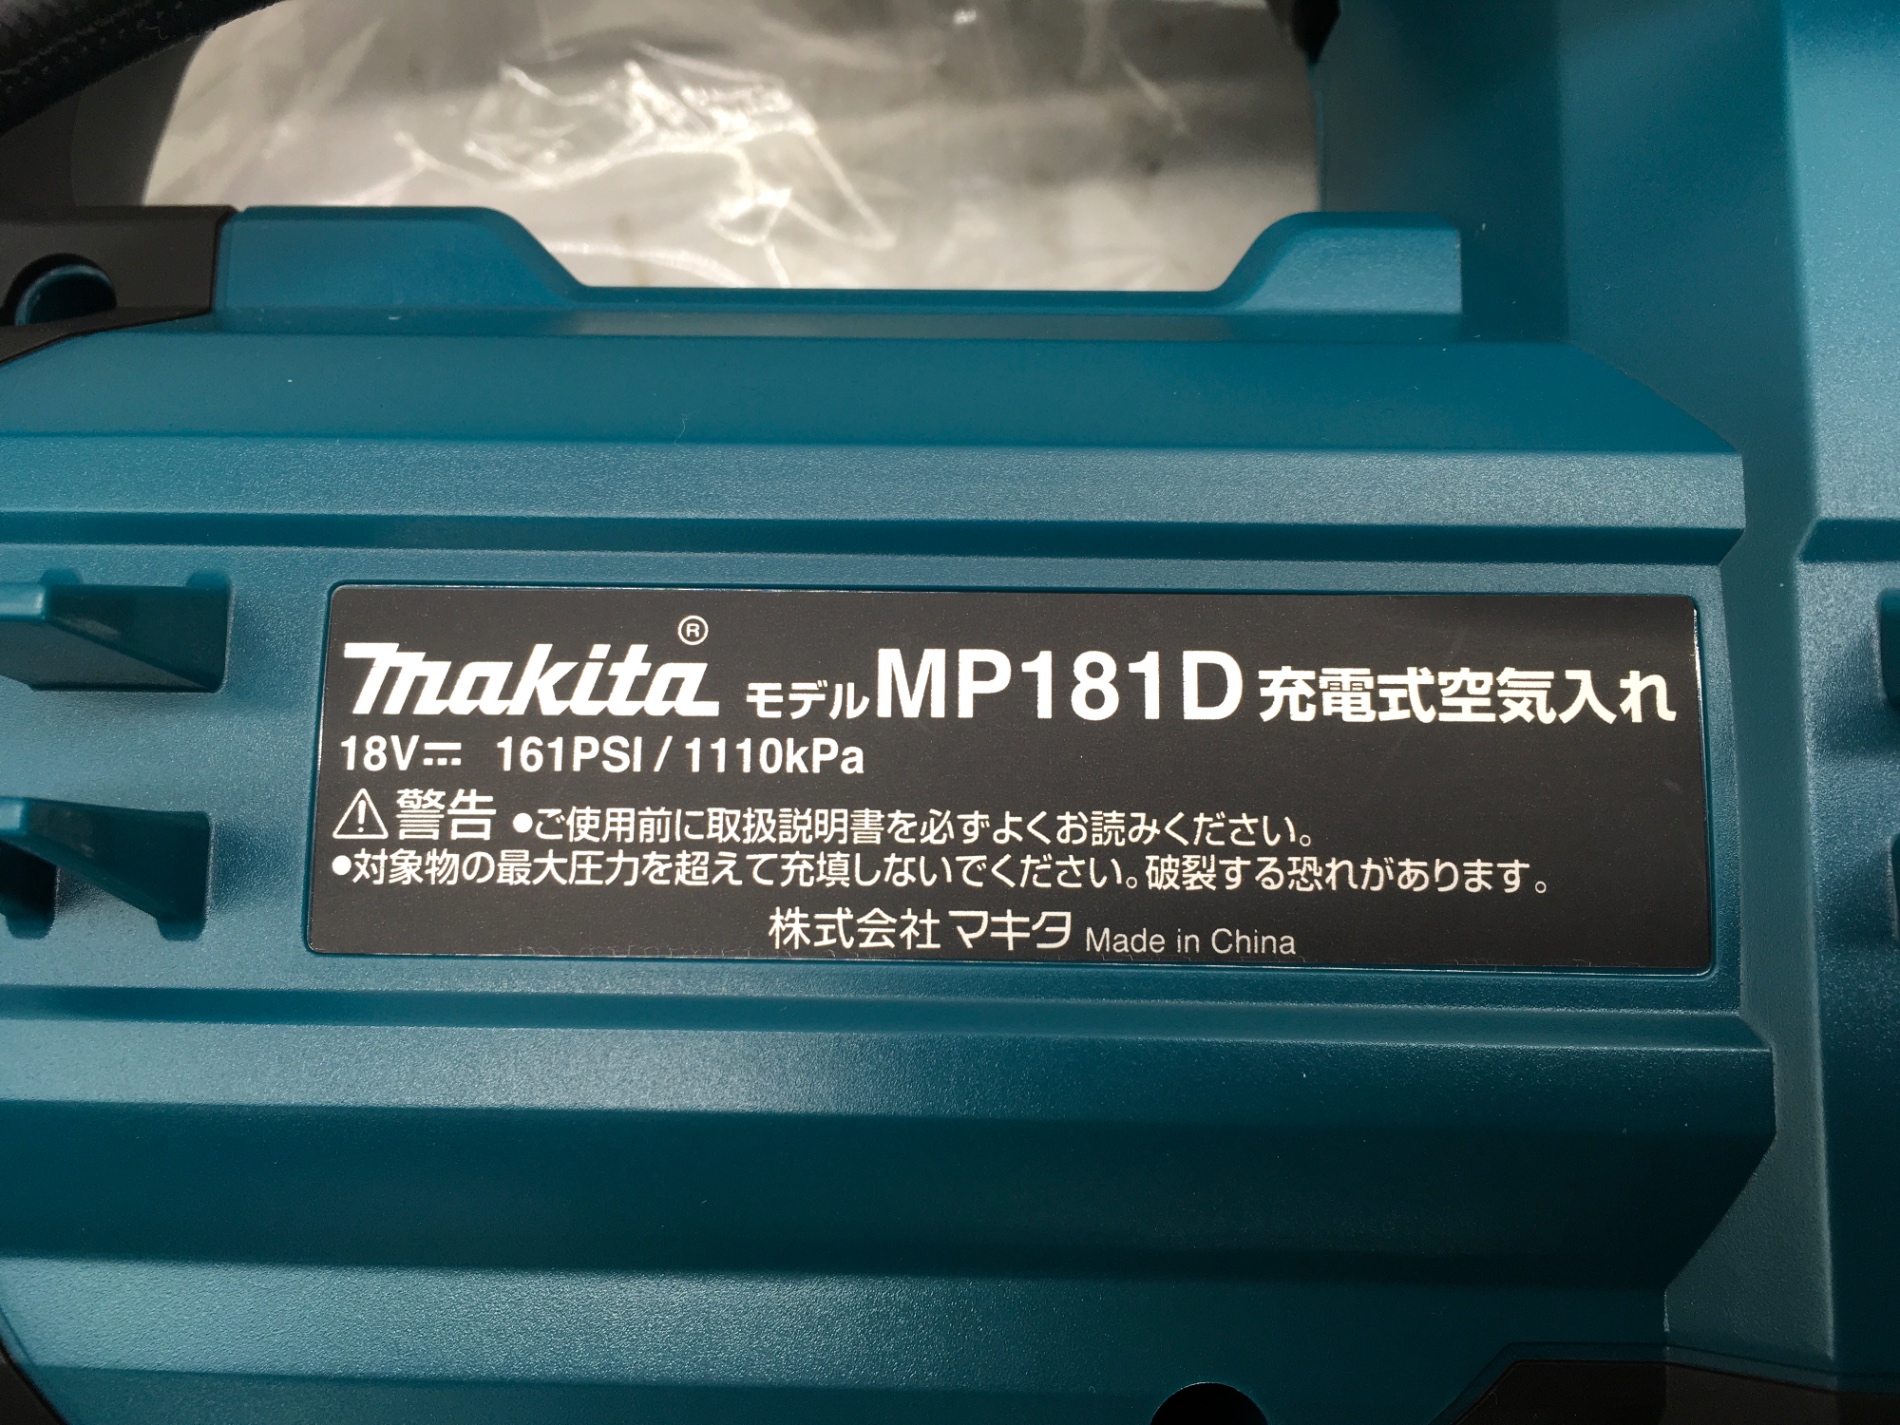 makita® モデル MP181D 充電式空気入れ
18V⎓ 161PSI / 1110kPa
⚠警告 ●ご使用前に取扱説明書を必ずよくお読みください。
●対象物の最大圧力を超えて充填しないでください。破裂する恐れがあります。
株式会社マキタ Made in China